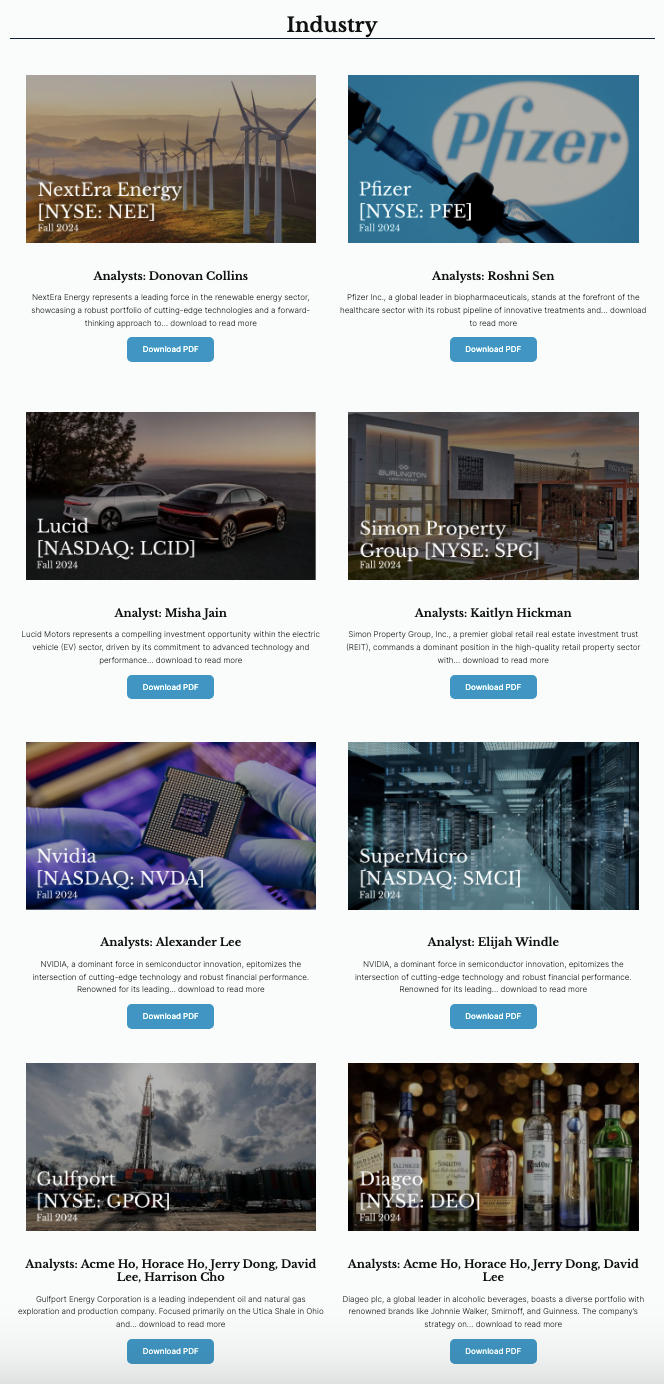 Industry
Pfizer
NextEra Energy
[NYSE: NEE]
Fall 2024
Pfizer
[NYSE: PFE]
Fall 2024
Analysts: Donovan Collins
NextEra Energy represents a leading force in the renewable energy sector,
showcasing a robust portfolio of cutting-edge technologies and a forward-
thinking approach to... download to read more
Download PDF
Analysts: Roshni Sen
Pfizer Inc., a global leader in biopharmaceuticals, stands at the forefront of the
healthcare sector with its robust pipeline of innovative treatments and... download
to read more
Download PDF
Lucid
[NASDAQ: LCID]
Fall 2024
BURLINGTON
Simon Property
Group [NYSE: SPG]
Fall 2024
Analyst: Misha Jain
Lucid Motors represents a compelling investment opportunity within the electric
vehicle (EV) sector, driven by its commitment to advanced technology and
performance... download to read more
Download PDF
Analysts: Kaitlyn Hickman
Simon Property Group, Inc., a premier global retail real estate investment trust
(REIT), commands a dominant position in the high-quality retail property sector
with... download to read more
Download PDF
Nvidia
[NASDAQ: NVDA]
Fall 2024
SuperMicro
[NASDAQ: SMCI]
Fall 2024
Analysts: Alexander Lee
NVIDIA, a dominant force in semiconductor innovation, epitomizes the
intersection of cutting-edge technology and robust financial performance.
Renowned for its leading... download to read more
Download PDF
Analyst: Elijah Windle
NVIDIA, a dominant force in semiconductor innovation, epitomizes the
intersection of cutting-edge technology and robust financial performance.
Renowned for its leading... download to read more
Download PDF
Gulfport
[NYSE: GPOR]
Fall 2024
Diageo
[NYSE: DEO]
Fall 2024
Analysts: Acme Ho, Horace Ho, Jerry Dong, David
Lee, Harrison Cho
Gulfport Energy Corporation is a leading independent oil and natural gas
exploration and production company. Focused primarily on the Utica Shale in Ohio
and... download to read more
Download PDF
Analysts: Acme Ho, Horace Ho, Jerry Dong, David
Lee
Diageo plc, a global leader in alcoholic beverages, boasts a diverse portfolio with
renowned brands like Johnnie Walker, Smirnoff, and Guinness. The company's
strategy on... download to read more
Download PDF